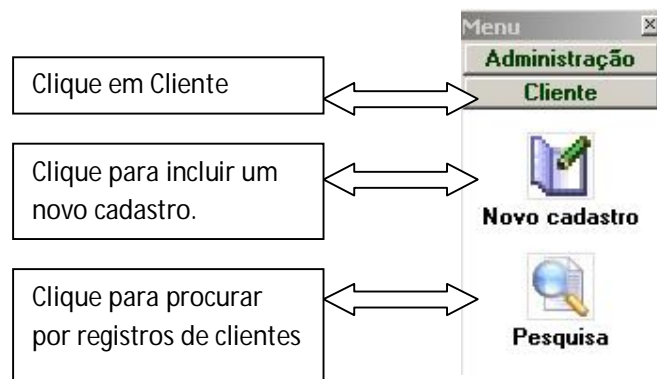 Menu
Administração
Clique em Cliente
Cliente
Clique para incluir um
novo cadastro.
Novo cadastro
Clique para procurar
por registros de clientes
Pesquisa